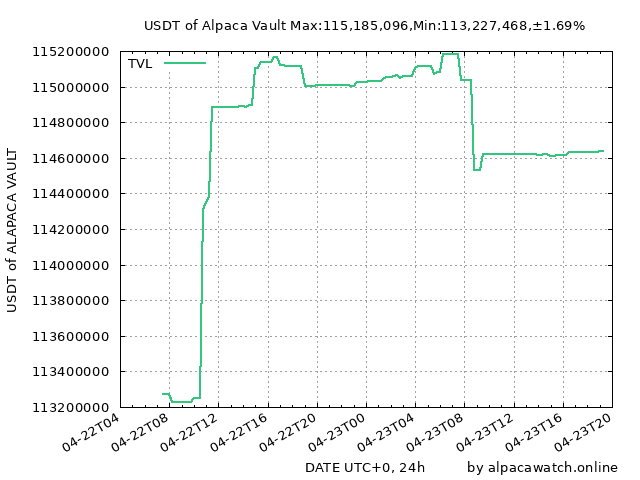 USDT of Alpaca Vault Max:115,185,096,Min:113,227,468,±1.69%
TVL
115200000
115000000
114800000
114600000
114400000
114200000
114000000
113800000
113600000
113400000
113200000
USDT of ALAPACA VAULT
04-22T04
04-22T08
04-22T12
04-22T16
04-22T20
04-23T00
04-23T04
04-23T08
04-23T12
04-23T16
04-23T20
DATE UTC+0, 24h
by alpacawatch.online